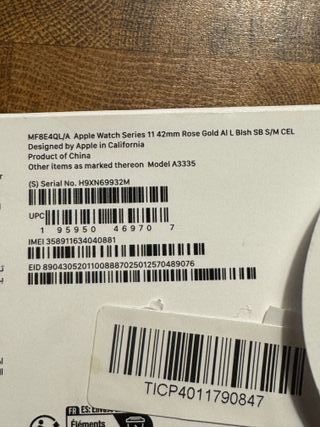 MF8E4QL/A Apple Watch Series 11 42mm Rose Gold Al L Blsh SB S/M CEL
Designed by Apple in California
Product of China
Other items as marked thereon Model A3335
(S) Serial No. H9XN69932M
UPC
1 95950 46970 7
IMEI 358911634040881
EID 89043052011008887025012570489076
TICP4011790847
FR
Éléments